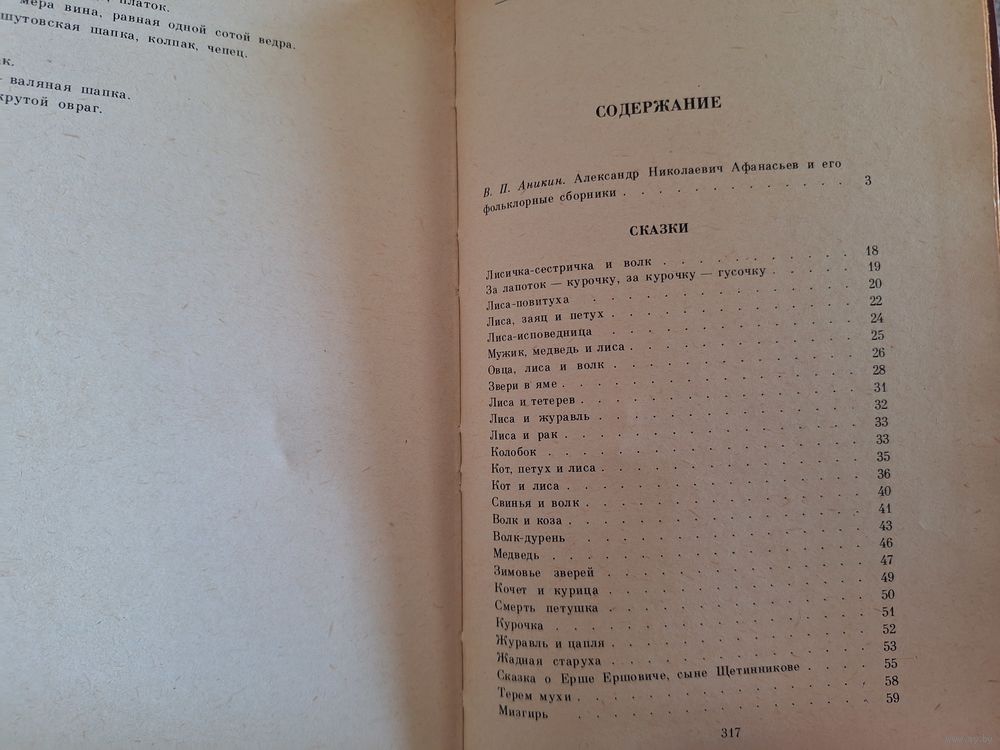 платок.
мера вина, равная одной сотой ведра.
шутовская шапка, колпак, чепец.
к.
— валяная шапка.
крутой овраг.
СОДЕРЖАНИЕ
В. П. Аникин. Александр Николаевич Афанасьев и его
фольклорные сборники . . . . . . . . . . . 3
СКАЗКИ
Лисичка-сестричка и волк . . . . . . . . . . 18
За лапоток — курочку, за курочку — гусочку . . . . . 19
Лиса-повитуха . . . . . . . . . . . . . 20
Лиса, заяц и петух . . . . . . . . . . . . 22
Лиса-исповедница . . . . . . . . . . . . 24
Мужик, медведь и лиса . . . . . . . . . . . 25
Овца, лиса и волк . . . . . . . . . . . . 26
Звери в яме . . . . . . . . . . . . . . 28
Лиса и тетерев . . . . . . . . . . . . . 31
Лиса и журавль . . . . . . . . . . . . . 32
Лиса и рак . . . . . . . . . . . . . . 33
Колобок . . . . . . . . . . . . . . . 33
Кот, петух и лиса . . . . . . . . . . . . 35
Кот и лиса . . . . . . . . . . . . . . 36
Свинья и волк . . . . . . . . . . . . . 40
Волк и коза . . . . . . . . . . . . . . 41
Волк-дурень . . . . . . . . . . . . . . 43
Медведь . . . . . . . . . . . . . . . 46
Зимовье зверей . . . . . . . . . . . . . 47
Кочет и курица . . . . . . . . . . . . . 49
Смерть петушка . . . . . . . . . . . . . 50
Курочка . . . . . . . . . . . . . . . 51
Журавль и цапля . . . . . . . . . . . . . 52
Жадная старуха . . . . . . . . . . . . . 53
Сказка о Ерше Ершовиче, сыне Щетинникове . . . . 55
Терем мухи . . . . . . . . . . . . . . 58
Мизгирь . . . . . . . . . . . . . . . 59
317